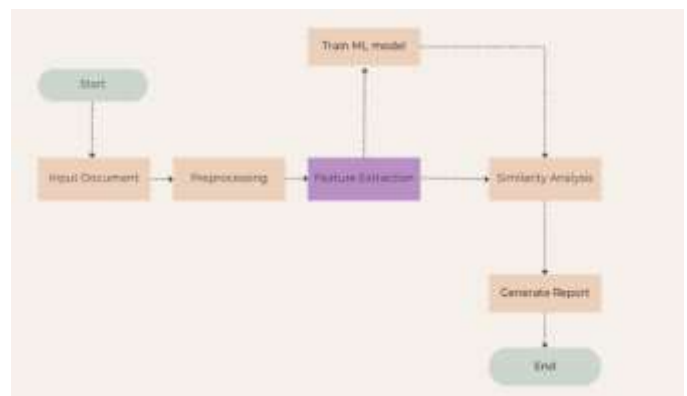 Train ML model
Start
Input Document
Preprocessing
Feature Extraction
Similarity Analysis
Generate Report
End